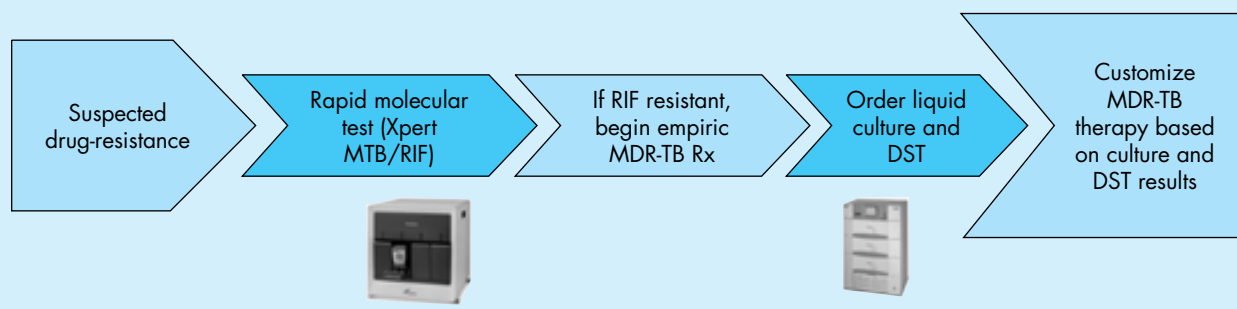 Suspected
drug-resistance
Rapid molecular
test (Xpert
MTB/RIF)
If RIF resistant,
begin empiric
MDR-TB Rx
Order liquid
culture and
DST
Customize
MDR-TB
therapy based
on culture and
DST results